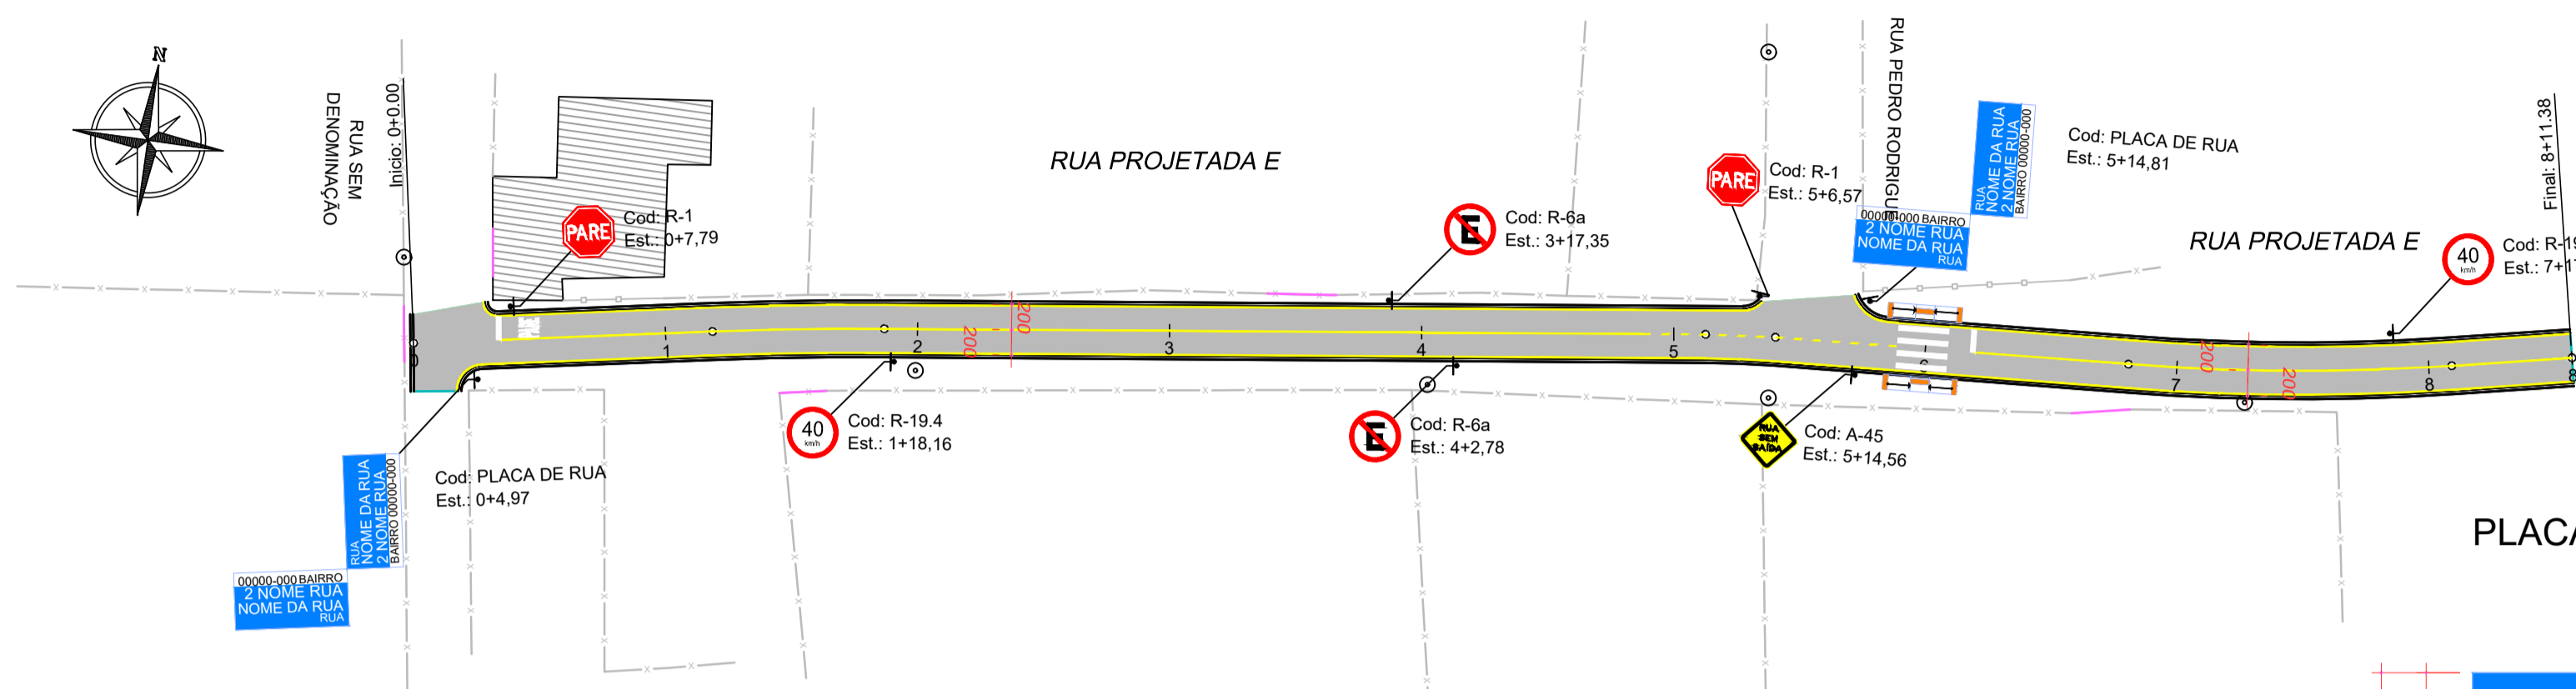 N
RUA SEM
DENOMINAÇÃO
Início: 0+0.00
PARE
Cod: R-1
Est.: 0+7,79
RUA PROJETADA E
E
Cod: R-6a
Est.: 3+17,35
PARE
Cod: R-1
Est.: 5+6,57
RUA PEDRO RODRIGUE
RUA
NOME DA RUA
2 NOME RUA
BAIRRO 00000-000
00000-000 BAIRRO
2 NOME RUA
NOME DA RUA
RUA
Cod: PLACA DE RUA
Est.: 5+14,81
RUA PROJETADA E
40
km/h
Cod: R-19
Est.: 7+1
Final: 8+11.38
PARE
0
1
2
3
4
5
6
7
8
200
200
200
200
40
km/h
Cod: R-19.4
Est.: 1+18,16
E
Cod: R-6a
Est.: 4+2,78
RUA
SEM
SAÍDA
Cod: A-45
Est.: 5+14,56
Cod: PLACA DE RUA
Est.: 0+4,97
RUA
NOME DA RUA
2 NOME RUA
BAIRRO 00000-000
00000-000 BAIRRO
2 NOME RUA
NOME DA RUA
RUA
PLACA